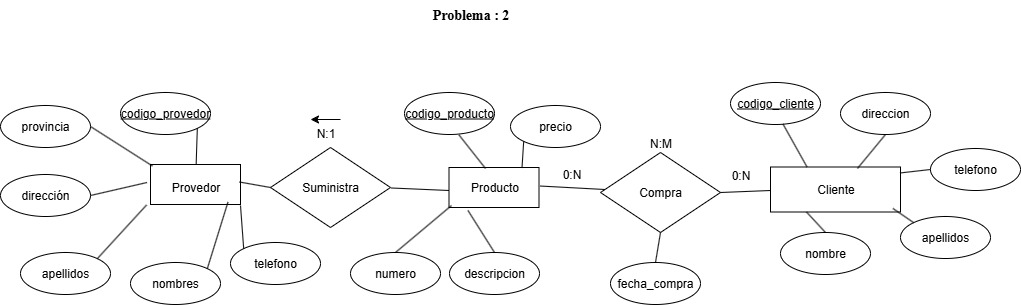 Problema : 2
codigo_provedor
codigo_producto
codigo_cliente
provincia
N:1
precio
direccion
N:M
telefono
0:N
0:N
dirección
Provedor
Suministra
Producto
Compra
Cliente
apellidos
nombres
telefono
numero
descripcion
fecha_compra
nombre
apellidos